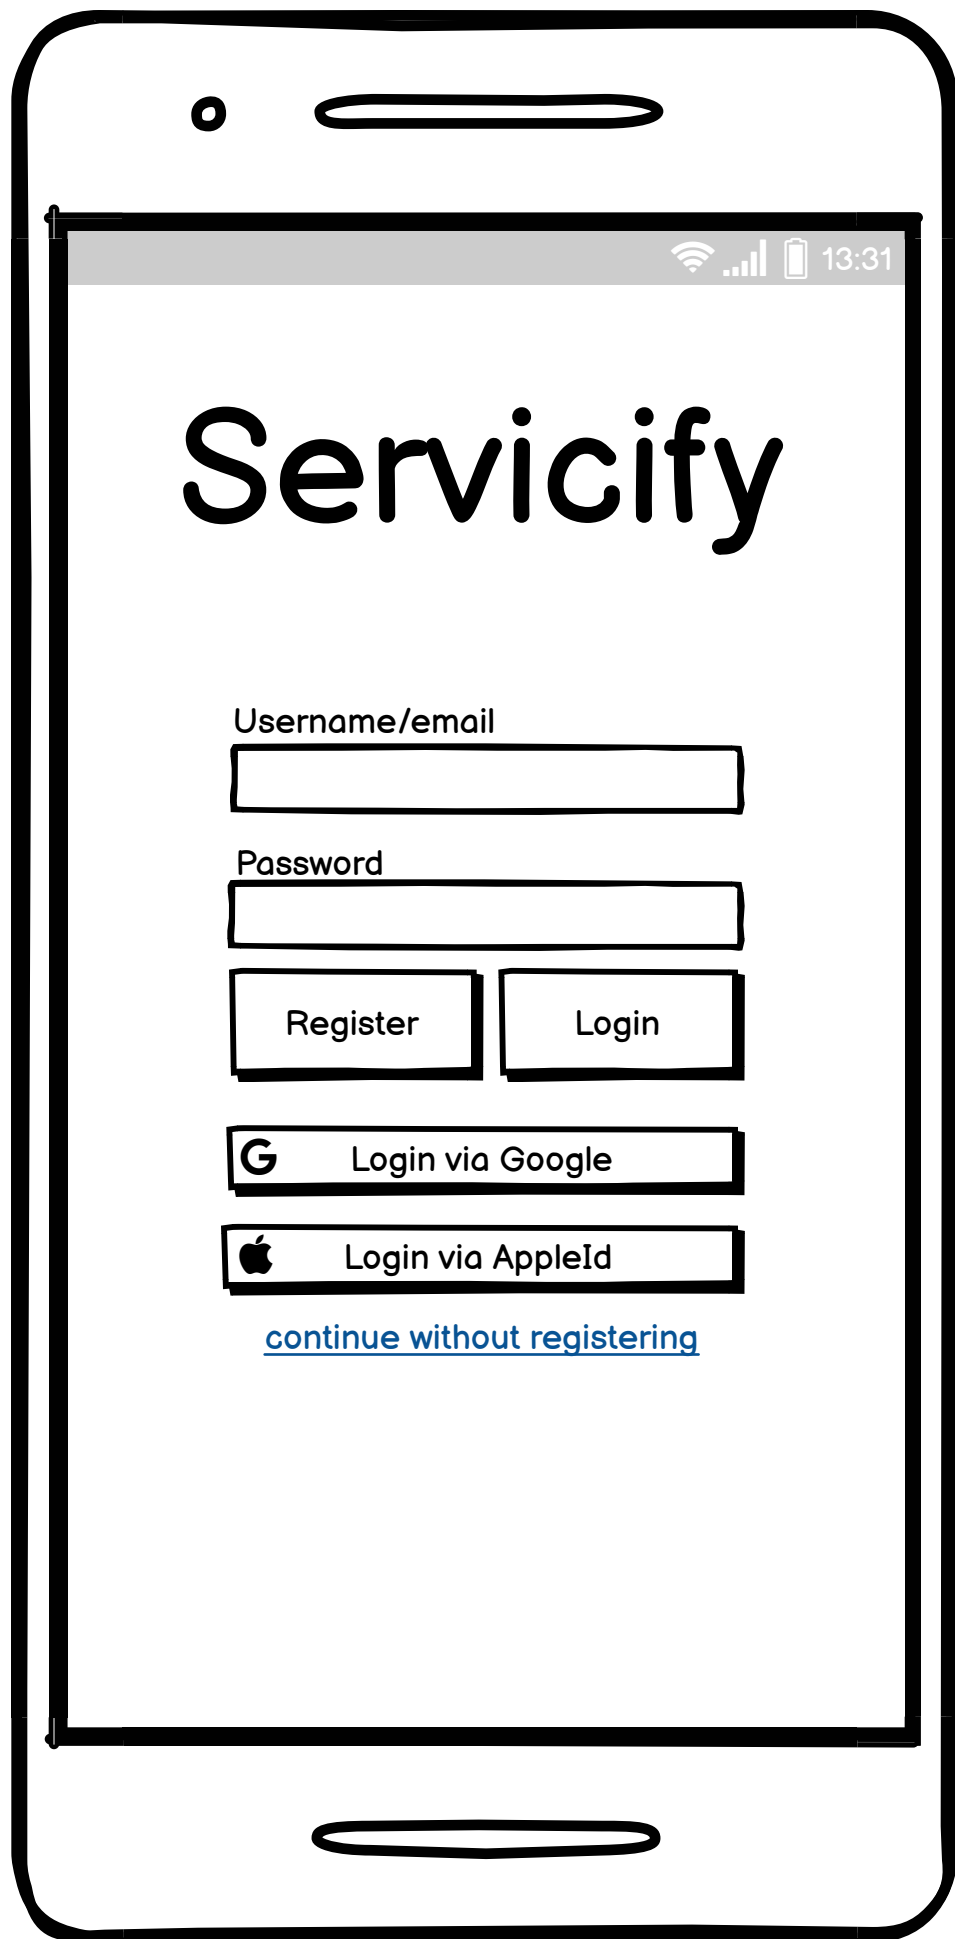 13:31
Servicify
Username/email
Password
Register
Login
Login via Google
Login via AppleId
continue without registering